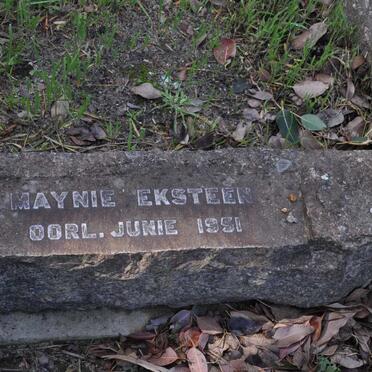 MAYNIE EKSTEEN
OORL. JUNIE 1951